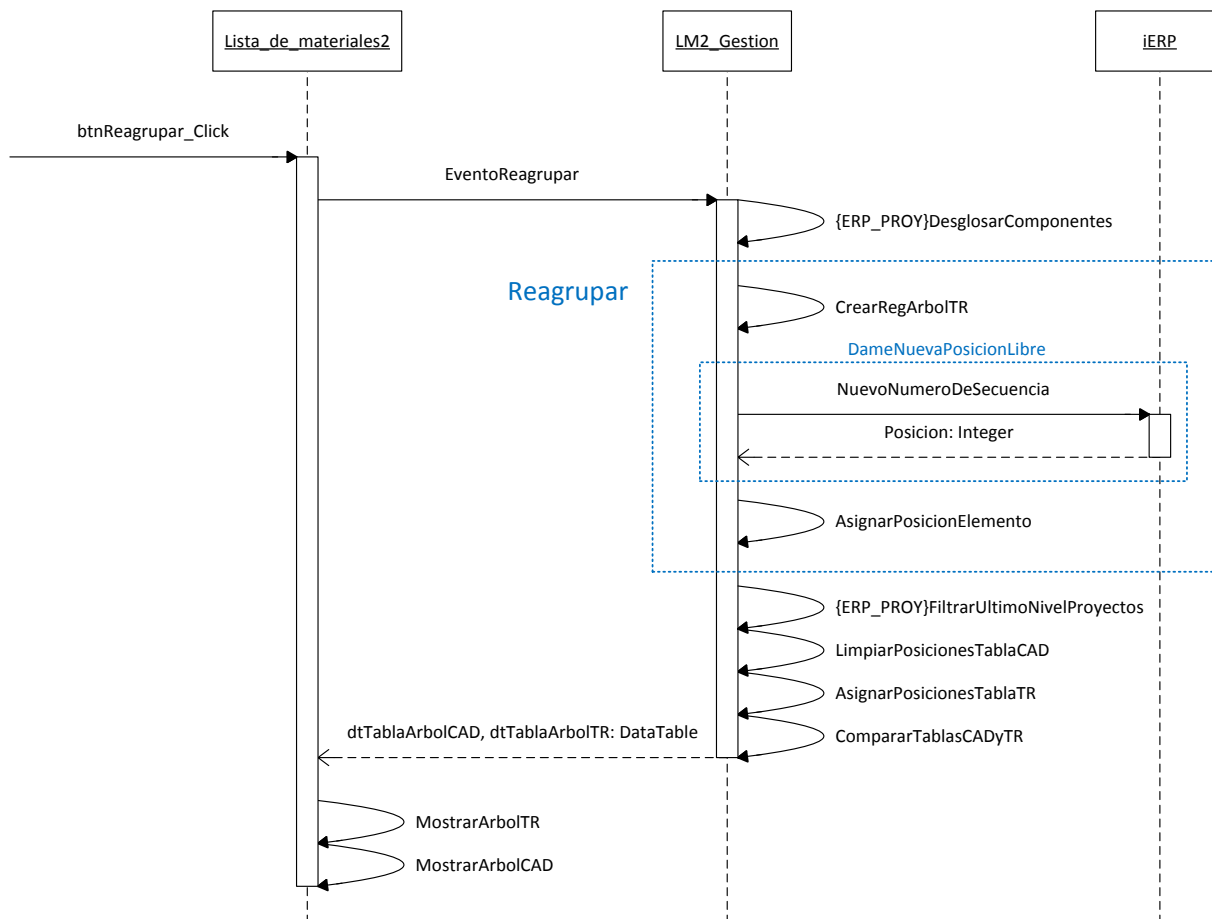 Lista_de_materiales2
LM2_Gestion
iERP
btnReagrupar_Click
EventoReagrupar
{ERP_PROY}DesglosarComponentes
Reagrupar
CrearRegArbolTR
DameNuevaPosicionLibre
NuevoNumeroDeSecuencia
Posicion: Integer
AsignarPosicionElemento
{ERP_PROY}FiltrarUltimoNivelProyectos
LimpiarPosicionesTablaCAD
AsignarPosicionesTablaTR
dtTablaArbolCAD, dtTablaArbolTR: DataTable
CompararTablasCADyTR
MostrarArbolTR
MostrarArbolCAD